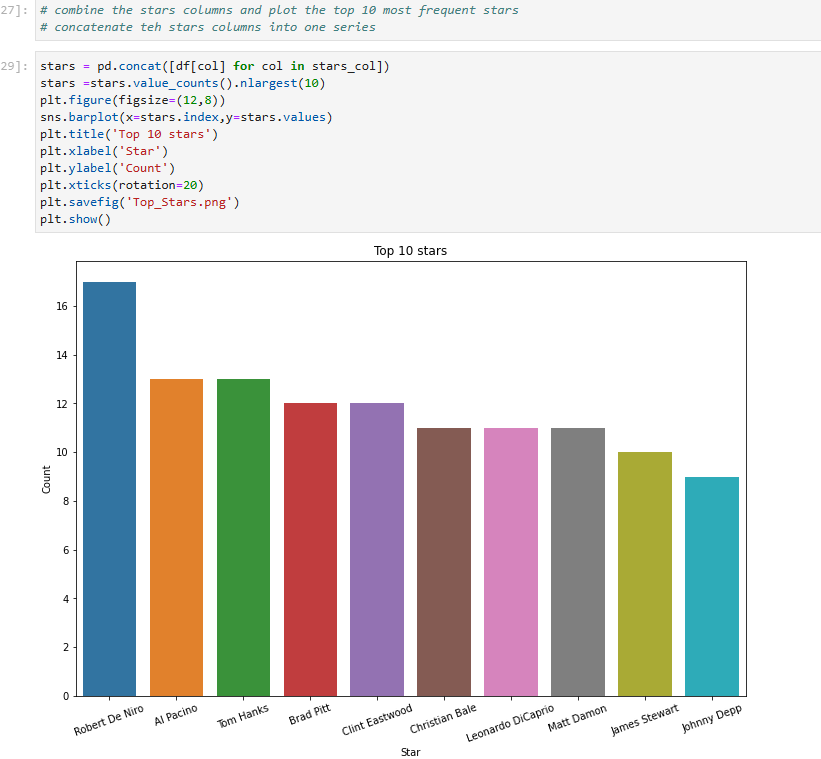 27]: # combine the stars columns and plot the top 10 most frequent stars
# concatenate teh stars columns into one series
29]: stars = pd.concat([df[col] for col in stars_col])
stars =stars.value_counts().nlargest(10)
plt.figure(figsize=(12,8))
sns.barplot(x=stars.index,y=stars.values)
plt.title('Top 10 stars')
plt.xlabel('Star')
plt.ylabel('Count')
plt.xticks(rotation=20)
plt.savefig('Top_Stars.png')
plt.show()
Top 10 stars
16
14
12
10
8
6
4
2
0
Count
Robert De Niro
Al Pacino
Tom Hanks
Brad Pitt
Clint Eastwood
Christian Bale
Leonardo DiCaprio
Matt Damon
James Stewart
Johnny Depp
Star